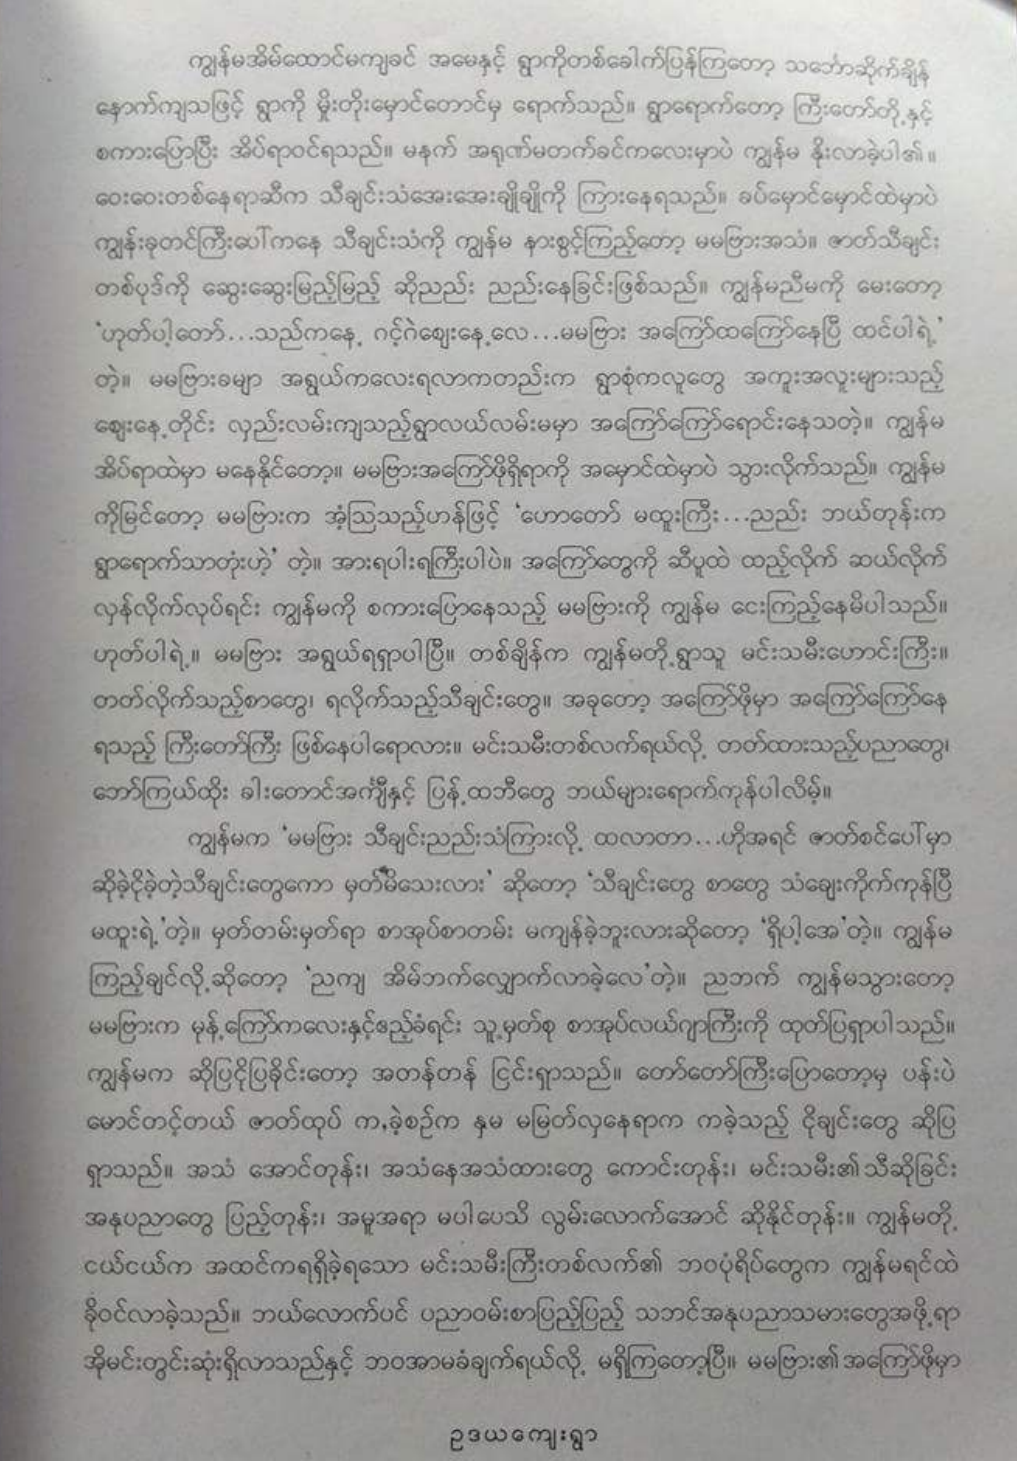 ကျွန်မအိမ်ထောင်မကျခင် အမေနှင့် ရွာကိုတစ်ခေါက်ပြန်ကြတော့ သင်္ဘောဆိုက်ချိန်
နောက်ကျသဖြင့် ရွာကို မှိုးတိုးမှောင်တောင်မှ ရောက်သည်။ ရွာရောက်တော့ ကြီးတော်တို့နှင့်
စကားပြောပြီး အိပ်ရာဝင်ရသည်။ မနက် အရုဏ်မတက်ခင်ကလေးမှာပဲ ကျွန်မ နိုးလာခဲ့ပါ၏။
ဝေးဝေးတစ်နေရာဆီက သီချင်းသံအေးအေးချိုချိုကို ကြားနေရသည်။ ခပ်မှောင်မှောင်ထဲမှာပဲ
ကျွန်းခုတင်ကြီးပေါ်ကနေ သီချင်းသံကို ကျွန်မ နားစွင့်ကြည့်တော့ မမဗြားအသံ။ ဇာတ်သီချင်း
တစ်ပုဒ်ကို ဆွေးဆွေးမြည့်မြည့် ဆိုညည်း ညည်းနေခြင်းဖြစ်သည်။ ကျွန်မညီမကို မေးတော့
‘ဟုတ်ပါ့တော်...သည်ကနေ့ ဂင့်ဂဲဈေးနေ့လေ...မမဗြား အကြော်ထကြော်နေပြီ ထင်ပါရဲ့’
တဲ့။ မမဗြားခမျာ အရွယ်ကလေးရလာကတည်းက ရွာစုံကလူတွေ အကူးအလူးများသည့်
ဈေးနေ့တိုင်း လှည်းလမ်းကျသည့်ရွာလယ်လမ်းမမှာ အကြော်ကြော်ရောင်းနေသတဲ့။ ကျွန်မ
အိပ်ရာထဲမှာ မနေနိုင်တော့။ မမဗြားအကြော်ဖိုရှိရာကို အမှောင်ထဲမှာပဲ သွားလိုက်သည်။ ကျွန်မ
ကိုမြင်တော့ မမဗြားက အံ့ဩသည့်ဟန်ဖြင့် ‘ဟောတော် မထူးကြီး...ညည်း ဘယ်တုန်းက
ရွာရောက်သာတုံးဟဲ့’ တဲ့။ အားရပါးရကြီးပါပဲ။ အကြော်တွေကို ဆီပူထဲ ထည့်လိုက် ဆယ်လိုက်
လှန်လိုက်လုပ်ရင်း ကျွန်မကို စကားပြောနေသည့် မမဗြားကို ကျွန်မ ငေးကြည့်နေမိပါသည်။
ဟုတ်ပါရဲ့။ မမဗြား အရွယ်ရရှာပါပြီ။ တစ်ချိန်က ကျွန်မတို့ရွာသူ မင်းသမီးဟောင်းကြီး။
တတ်လိုက်သည့်စာတွေ၊ ရလိုက်သည့်သီချင်းတွေ။ အခုတော့ အကြော်ဖိုမှာ အကြော်ကြော်နေ
ရသည့် ကြီးတော်ကြီး ဖြစ်နေပါရောလား။ မင်းသမီးတစ်လက်ရယ်လို့ တတ်ထားသည့်ပညာတွေ၊
ဘော်ကြယ်ထိုး ခါးတောင်အင်္ကျီနှင့် ပြန့်ထဘီတွေ ဘယ်များရောက်ကုန်ပါလိမ့်။
ကျွန်မက ‘မမဗြား သီချင်းညည်းသံကြားလို့ ထလာတာ...ဟိုအရင် ဇာတ်စင်ပေါ်မှာ
ဆိုခဲ့ငိုခဲ့တဲ့သီချင်းတွေကော မှတ်မိသေးလား’ ဆိုတော့ ‘သီချင်းတွေ စာတွေ သံချေးကိုက်ကုန်ပြီ
မထူးရဲ့’တဲ့။ မှတ်တမ်းမှတ်ရာ စာအုပ်စာတမ်း မကျန်ခဲ့ဘူးလားဆိုတော့ ‘ရှိပါ့အေ’တဲ့။ ကျွန်မ
ကြည့်ချင်လို့ဆိုတော့ ‘ညကျ အိမ်ဘက်လျှောက်လာခဲ့လေ’တဲ့။ ညဘက် ကျွန်မသွားတော့
မမဗြားက မုန့်ကြော်ကလေးနှင့်ဧည့်ခံရင်း သူ့မှတ်စု စာအုပ်လယ်ဂျာကြီးကို ထုတ်ပြရှာပါသည်။
ကျွန်မက ဆိုပြငိုပြခိုင်းတော့ အတန်တန် ငြင်းရှာသည်။ တော်တော်ကြီးပြောတော့မှ ပန်းပဲ
မောင်တင့်တယ် ဇာတ်ထုပ် က,ခဲ့စဉ်က နှမ မမြတ်လှနေရာက ကခဲ့သည့် ငိုချင်းတွေ ဆိုပြ
ရှာသည်။ အသံ အောင်တုန်း၊ အသံနေအသံထားတွေ ကောင်းတုန်း၊ မင်းသမီး၏ သီဆိုခြင်း
အနုပညာတွေ ပြည့်တုန်း၊ အမူအရာ မပါပေသိ လွမ်းလောက်အောင် ဆိုနိုင်တုန်း။ ကျွန်မတို့
ငယ်ငယ်က အထင်ကရရှိခဲ့ရသော မင်းသမီးကြီးတစ်လက်၏ ဘဝပုံရိပ်တွေက ကျွန်မရင်ထဲ
ခိုဝင်လာခဲ့သည်။ ဘယ်လောက်ပင် ပညာဝမ်းစာပြည့်ပြည့် သဘင်အနုပညာသမားတွေအဖို့ရာ
အိုမင်းတွင်းဆုံးရှိလာသည်နှင့် ဘဝအာမခံချက်ရယ်လို့ မရှိကြတော့ပြီ။ မမဗြား၏ အကြော်ဖိုမှာ
ဥဒယကျေးရွာ